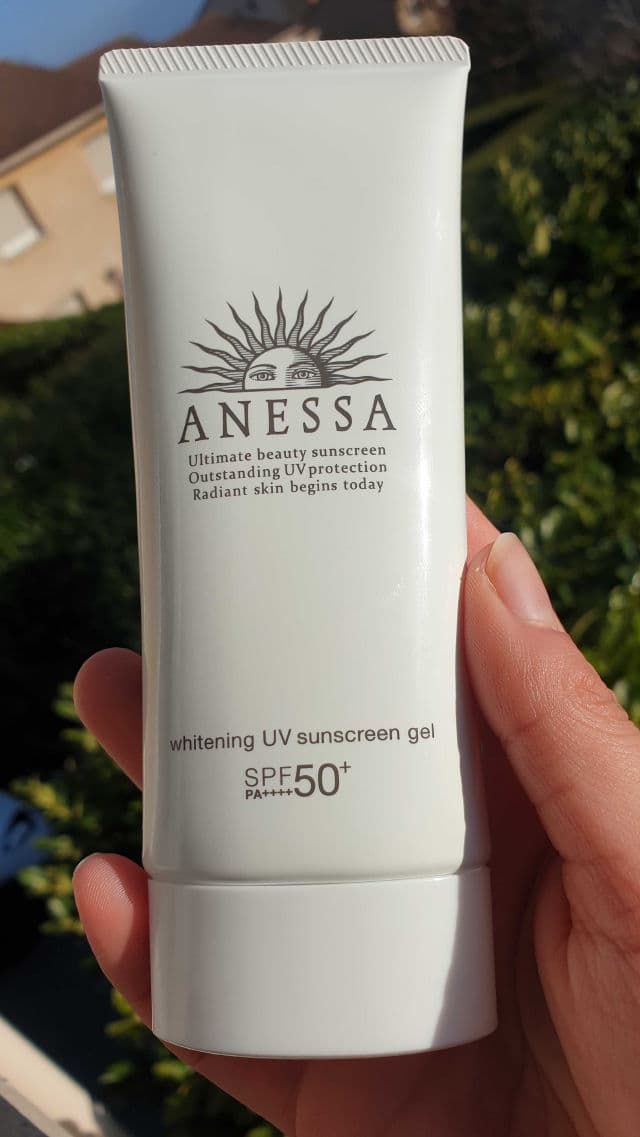 ANESSA
Ultimate beauty sunscreen
Outstanding UV protection
Radiant skin begins today
whitening UV sunscreen gel
SPF50+
PA++++